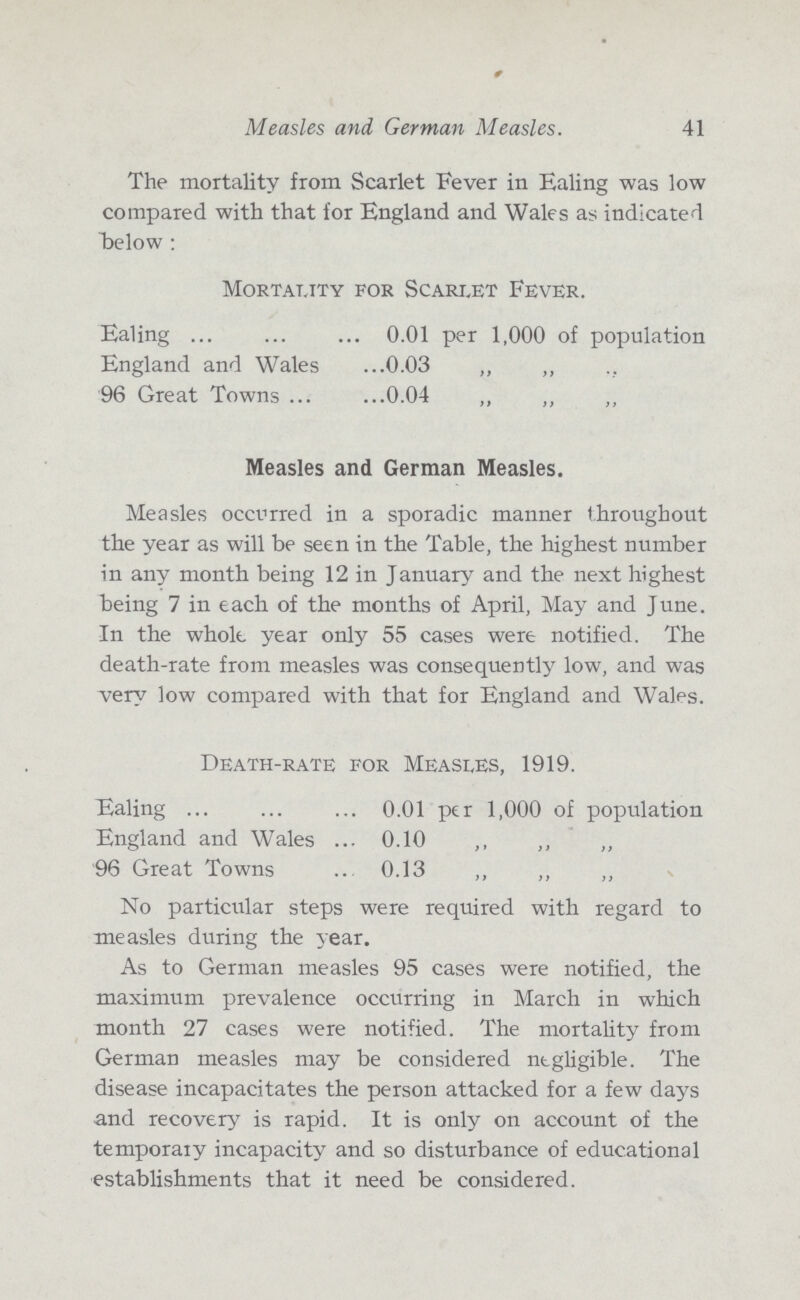 Measles and German Measles. 41
The mortality from Scarlet Fever in Ealing was low
compared with that for England and Wales as indicated
below :
Mortality for Scarlet Fever.
Ealing ... ... ... 0.01 per 1,000 of population
England and Wales ...0.03 ,, ,, ,,
96 Great Towns ... ...0.04 ,, ,, ,,
Measles and German Measles.
Measles occurred in a sporadic manner throughout
the year as will be seen in the Table, the highest number
in any month being 12 in January and the next highest
being 7 in each of the months of April, May and June.
In the whole year only 55 cases were notified. The
death-rate from measles was consequently low, and was
very low compared with that for England and Wales.
Death-rate for Measles, 1919.
Ealing ... ... ... 0.01 per 1,000 of population
England and Wales ... 0.10 ,, ,, ,,
96 Great Towns ... 0.13 ,, ,, ,,
No particular steps were required with regard to
measles during the year.
As to German measles 95 cases were notified, the
maximum prevalence occurring in March in which
month 27 cases were notified. The mortality from
German measles may be considered negligible. The
disease incapacitates the person attacked for a few days
and recovery is rapid. It is only on account of the
temporary incapacity and so disturbance of educational
establishments that it need be considered.